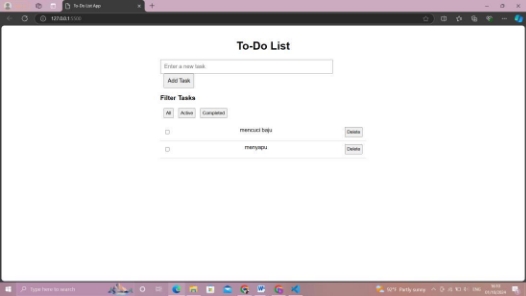 To Do List App
127.0.0.1:5500
To-Do List
Enter a new task
Add Task
Filter Tasks
All Active Completed
mencuci baju Delete
menyapu Delete
Type here to search
Partly sunny